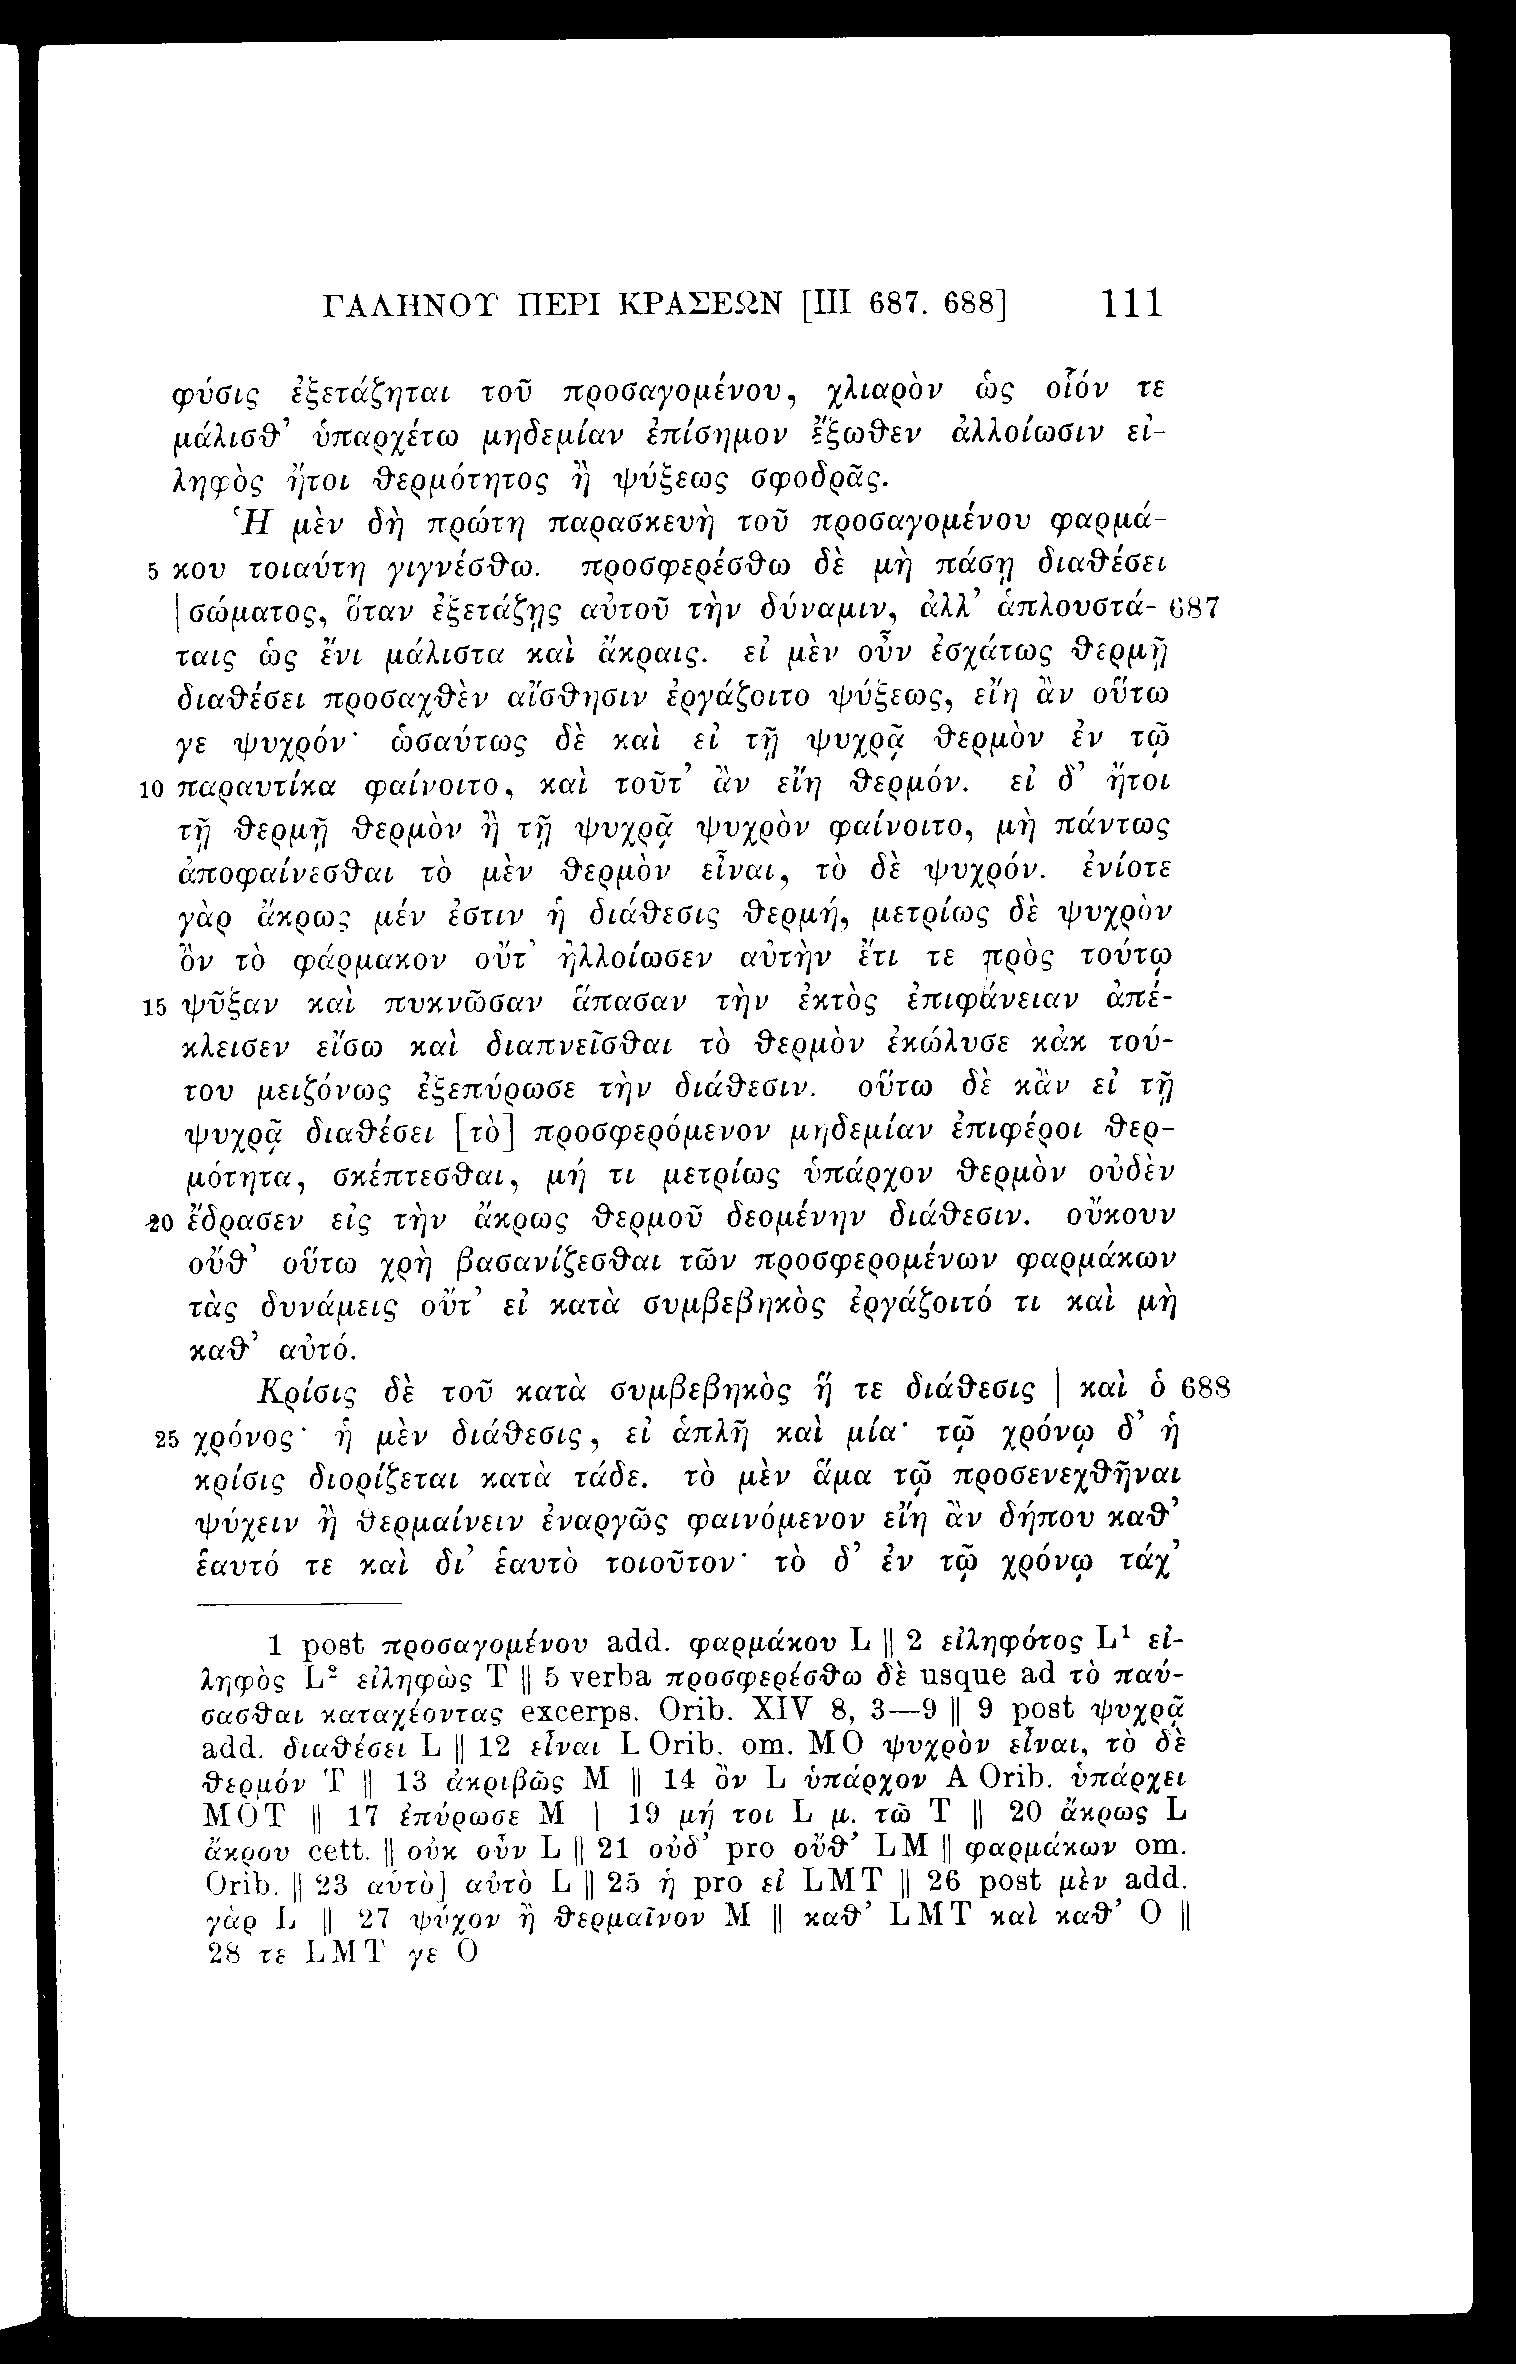 ΓΑΛΗΝΟΥ ΠΕΡΙ ΚΡΑΣΕΩΝ [III 687. 688] 111
φύσις ἐξετάζηται τοῦ προσαγομένου, χλιαρὸν ὡς οἷόν τε
μάλισθ’ ὑπαρχέτω μηδεμίαν ἐπίσημον ἔξωθεν ἀλλοίωσιν εἰ-
ληφὸς ἤτοι θερμότητος ἢ ψύξεως σφοδρᾶς.
Ἡ μὲν δὴ πρώτη παρασκευὴ τοῦ προσαγομένου φαρμά-
5 κου τοιαύτη γιγνέσθω. προσφερέσθω δὲ μὴ πάσῃ διαθέσει
| σώματος, ὅταν ἐξετάζῃς αὐτοῦ τὴν δύναμιν, ἀλλ’ ἁπλουστά- 687
ταις ὡς ἔνι μάλιστα καὶ ἄκραις. εἰ μὲν οὖν ἐσχάτως θερμῇ
διαθέσει προσαχθὲν αἴσθησιν ἐργάζοιτο ψύξεως, εἴη ἂν οὕτω
γε ψυχρόν· ὡσαύτως δὲ καὶ εἰ τῇ ψυχρᾷ θερμὸν ἐν τῷ
10 παραυτίκα φαίνοιτο, καὶ τοῦτ’ ἂν εἴη θερμόν. εἰ δ’ ἤτοι
τῇ θερμῇ θερμὸν ἢ τῇ ψυχρᾷ ψυχρὸν φαίνοιτο, μὴ πάντως
ἀποφαίνεσθαι τὸ μὲν θερμὸν εἶναι, τὸ δὲ ψυχρόν. ἐνίοτε
γὰρ ἄκρως μέν ἐστιν ἡ διάθεσις θερμή, μετρίως δὲ ψυχρὸν
ὂν τὸ φάρμακον οὔτ’ ἠλλοίωσεν αὐτὴν ἔτι τε πρὸς τούτῳ
15 ψῦξαν καὶ πυκνῶσαν ἅπασαν τὴν ἐκτὸς ἐπιφάνειαν ἀπέ-
κλεισεν εἴσω καὶ διαπνεῖσθαι τὸ θερμὸν ἐκώλυσε κἀκ τού-
του μειζόνως ἐξεπύρωσε τὴν διάθεσιν. οὕτω δὲ κἂν εἰ τῇ
ψυχρᾷ διαθέσει [τὸ] προσφερόμενον μηδεμίαν ἐπιφέροι θερ-
μότητα, σκέπτεσθαι, μή τι μετρίως ὑπάρχον θερμὸν οὐδὲν
20 ἔδρασεν εἰς τὴν ἄκρως θερμοῦ δεομένην διάθεσιν. οὔκουν
οὔθ’ οὕτω χρὴ βασανίζεσθαι τῶν προσφερομένων φαρμάκων
τὰς δυνάμεις οὔτ’ εἰ κατὰ συμβεβηκὸς ἐργάζοιτό τι καὶ μὴ
καθ’ αὑτό.
Κρίσις δὲ τοῦ κατὰ συμβεβηκὸς ἥ τε διάθεσις | καὶ ὁ 688
25 χρόνος· ἡ μὲν διάθεσις, εἰ ἁπλῆ καὶ μία· τῷ χρόνῳ δ’ ἡ
κρίσις διορίζεται κατὰ τάδε. τὸ μὲν ἅμα τῷ προσενεχθῆναι
ψύχειν ἢ θερμαίνειν ἐναργῶς φαινόμενον εἴη ἂν δήπου καθ’
ἑαυτό τε καὶ δι’ ἑαυτὸ τοιοῦτον· τὸ δ’ ἐν τῷ χρόνῳ τάχ’
1 post προσαγομένου add. φαρμάκου L || 2 εἰληφότος L¹ εἰ-
ληφὸς L² εἰληφὼς T || 5 verba προσφερέσθω δὲ usque ad τὸ παύ-
σασθαι καταχέοντας excerps. Orib. XIV 8, 3—9 || 9 post ψυχρᾷ
add. διαθέσει L || 12 εἶναι L Orib. om. MO ψυχρὸν εἶναι, τὸ δὲ
θερμόν T || 13 ἀκριβῶς M || 14 ὂν L ὑπάρχον A Orib. ὑπάρχει
MOT || 17 ἐπύρωσε M | 19 μή τοι L μ. τῶ T || 20 ἄκρως L
ἄκρου cett. || οὐκ οὖν L || 21 οὐδ’ pro οὔθ’ LM || φαρμάκων om.
Orib. || 23 αὑτὸ] αὐτὸ L || 25 ἡ pro εἰ LMT || 26 post μὲν add.
γὰρ L || 27 ψύχον ἢ θερμαῖνον M || καθ’ LMT καὶ καθ’ O ||
28 τε LMT γε O